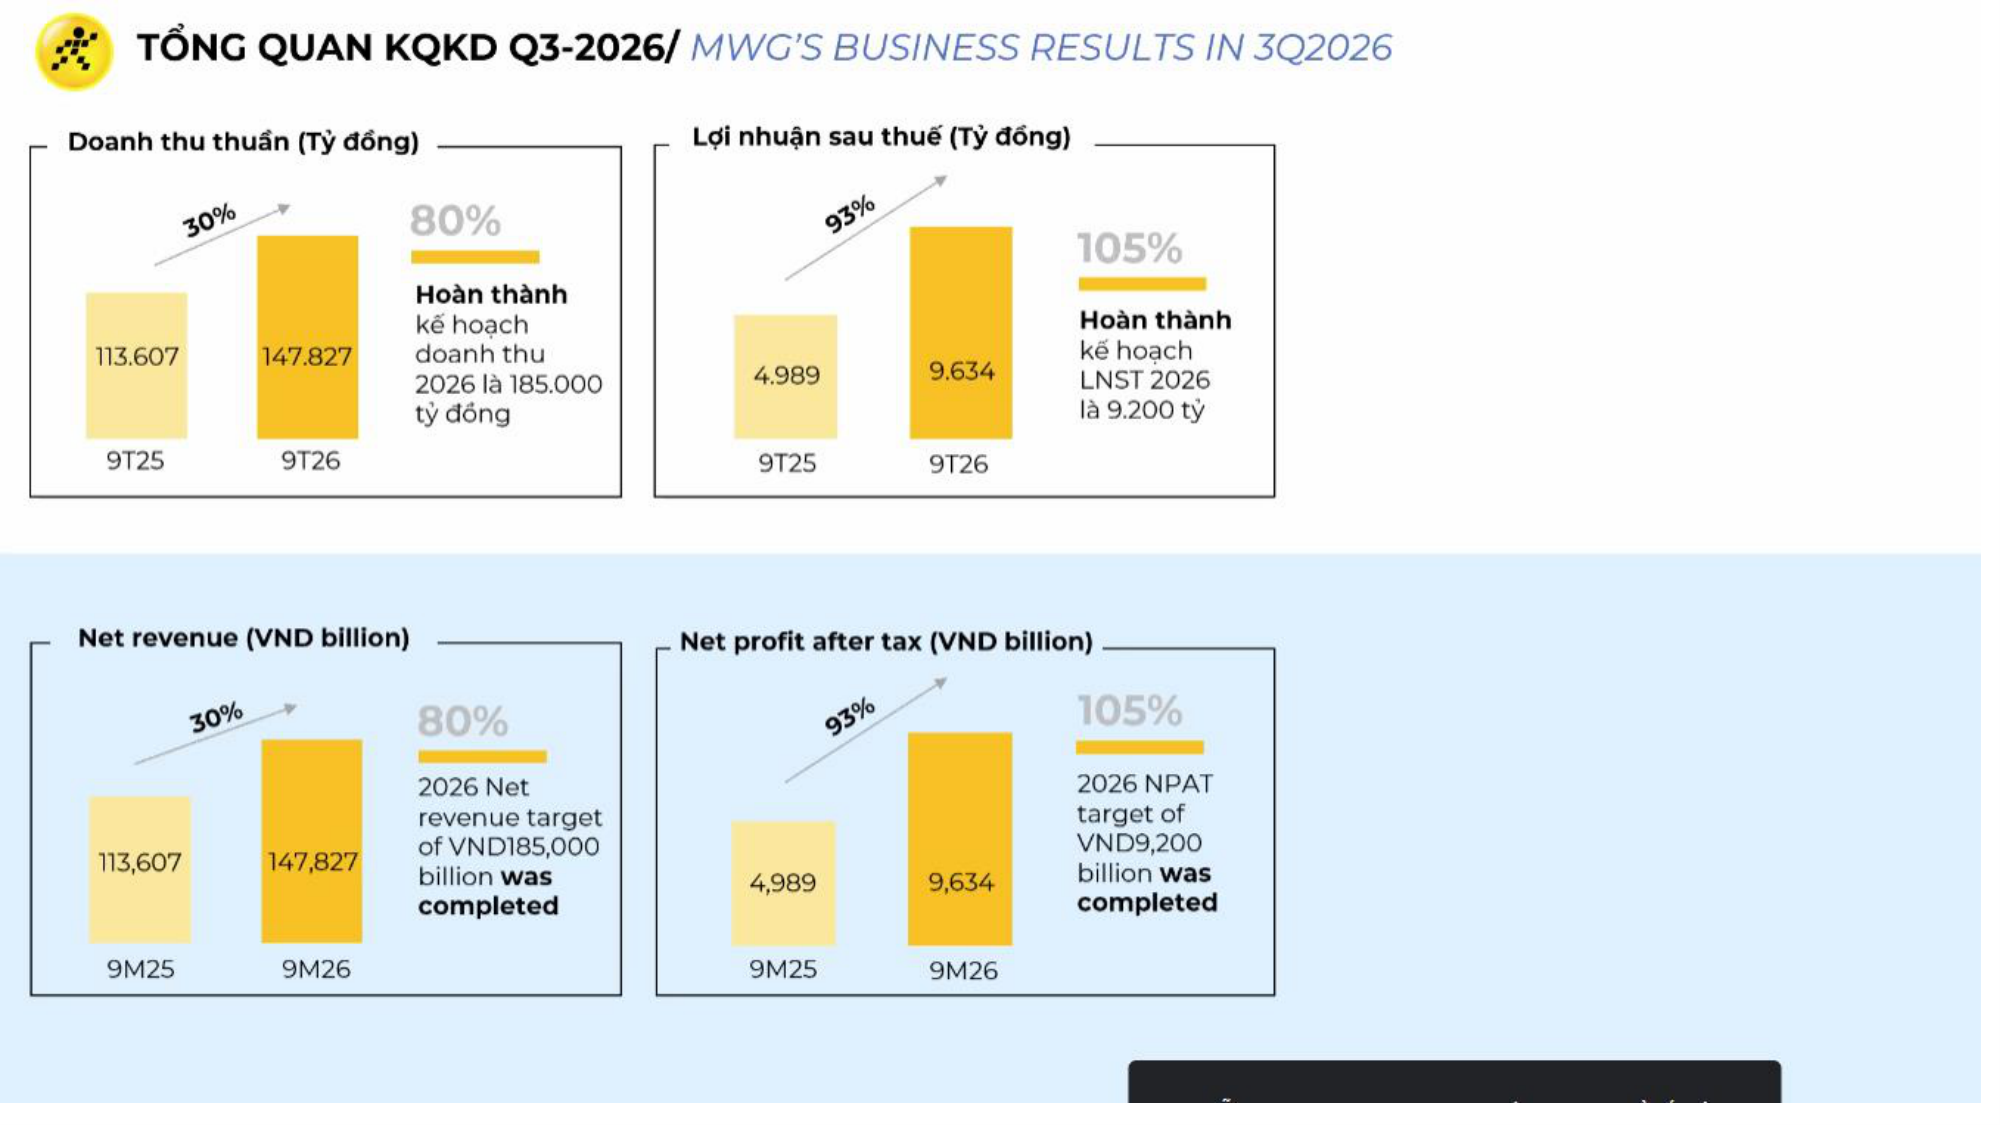 TỔNG QUAN KQKD Q3-2026/ MWG'S BUSINESS RESULTS IN 3Q2026
Doanh thu thuần (Tỷ đồng)
30%
113.607
147.827
9T25
9T26
80%
Hoàn thành
kế hoạch
doanh thu
2026 là 185.000
tỷ đồng
Lợi nhuận sau thuế (Tỷ đồng)
93%
4.989
9.634
9T25
9T26
105%
Hoàn thành
kế hoạch
LNST 2026
là 9.200 tỷ
Net revenue (VND billion)
30%
113,607
147,827
9M25
9M26
80%
2026 Net
revenue target
of VND185,000
billion was
completed
Net profit after tax (VND billion)
93%
4,989
9,634
9M25
9M26
105%
2026 NPAT
target of
VND9,200
billion was
completed